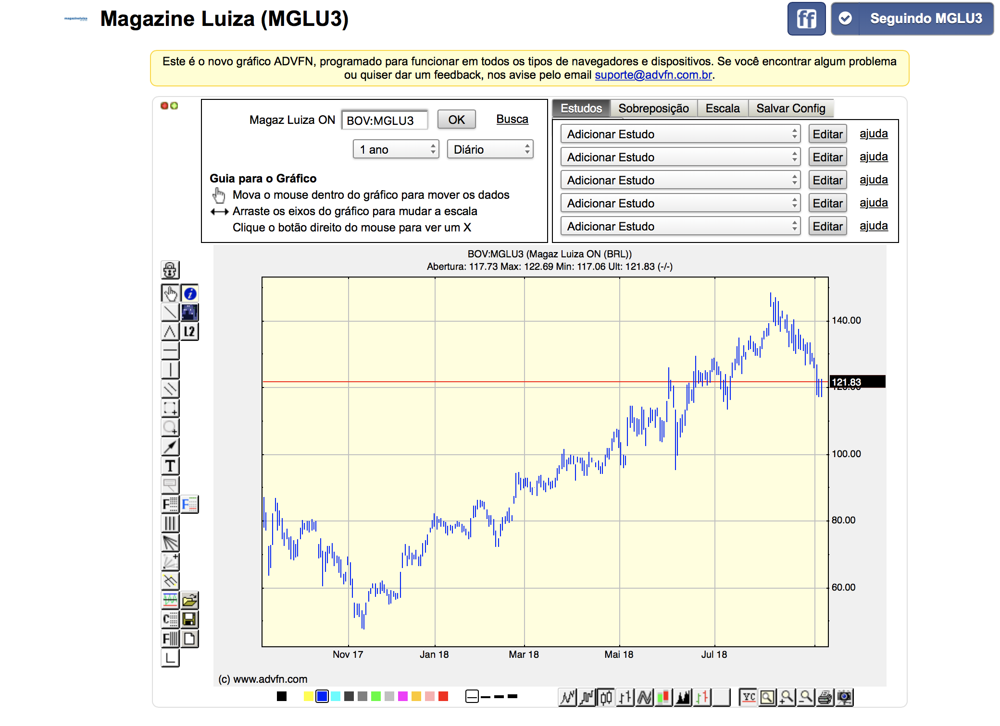 magazineluiza
Magazine Luiza (MGLU3)
ff
Seguindo MGLU3
Este é o novo gráfico ADVFN, programado para funcionar em todos os tipos de navegadores e dispositivos. Se você encontrar algum problema
ou quiser dar um feedback, nos avise pelo email suporte@advfn.com.br.
Magaz Luiza ON BOV:MGLU3 OK Busca
1 ano Diário
Guia para o Gráfico
Mova o mouse dentro do gráfico para mover os dados
Arraste os eixos do gráfico para mudar a escala
Clique o botão direito do mouse para ver um X
Estudos Sobreposição Escala Salvar Config
Adicionar Estudo Editar ajuda
Adicionar Estudo Editar ajuda
Adicionar Estudo Editar ajuda
Adicionar Estudo Editar ajuda
Adicionar Estudo Editar ajuda
BOV:MGLU3 (Magaz Luiza ON (BRL))
Abertura: 117.73 Max: 122.69 Min: 117.06 Ult: 121.83 (-/-)
i
L2
T
F F
C
F
140.00
121.83
100.00
80.00
60.00
Nov 17 Jan 18 Mar 18 Mai 18 Jul 18
(c) www.advfn.com
YC